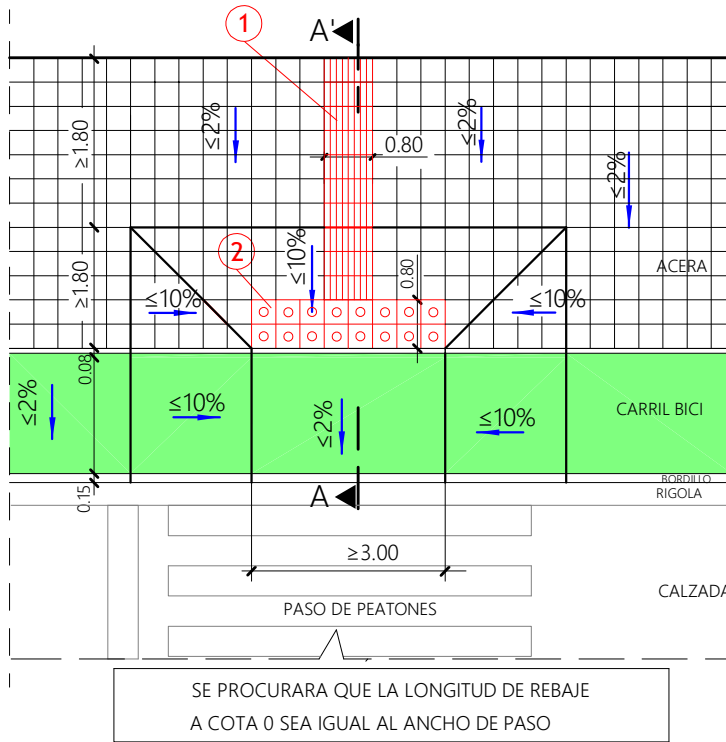 1
A'
≤2%
≤2%
≥1.80
0.80
≤2%
2
≤10%
0.80
ACERA
≥1.80
≤10%
≤10%
0.08
≤2%
≤10%
≤2%
≤10%
CARRIL BICI
BORDILLO
0.15
A
RIGOLA
≥3.00
CALZADA
PASO DE PEATONES
SE PROCURARA QUE LA LONGITUD DE REBAJE
A COTA 0 SEA IGUAL AL ANCHO DE PASO